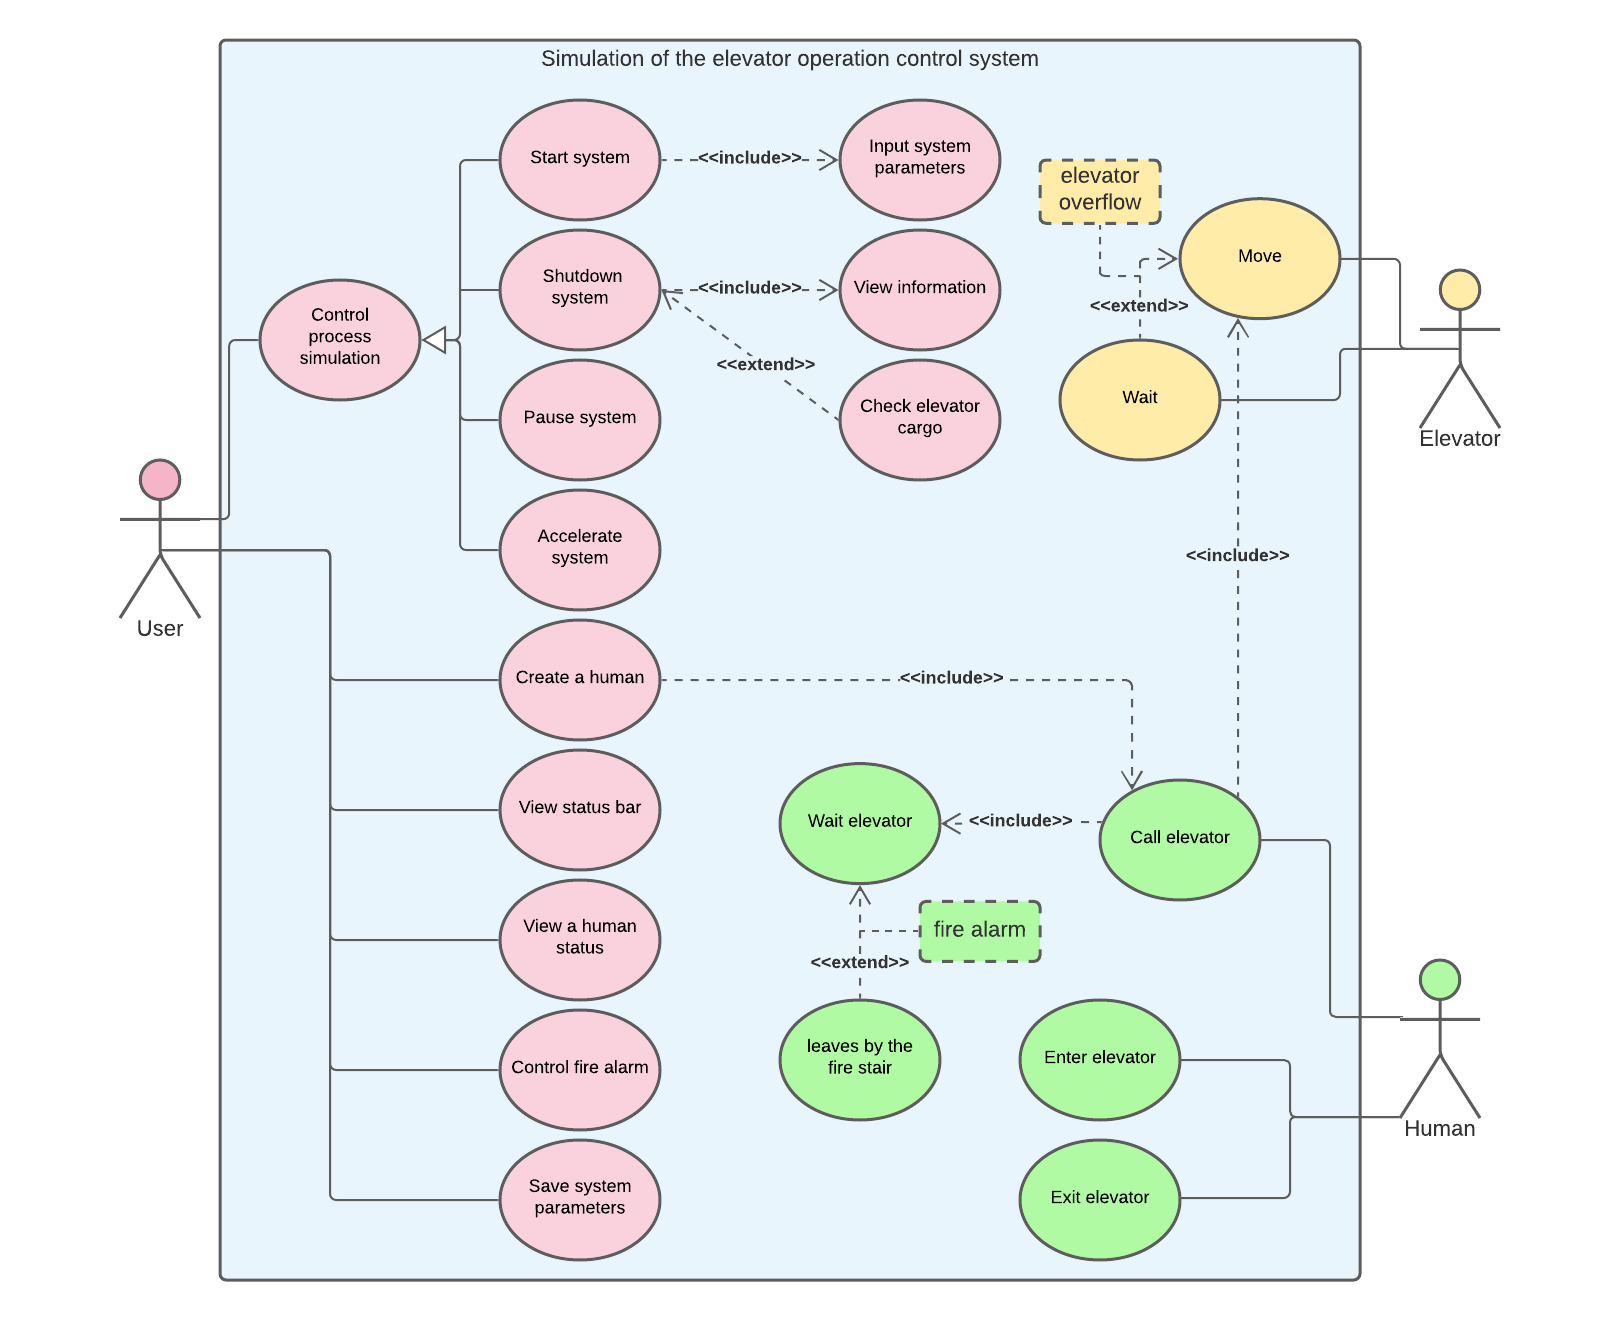 Simulation of the elevator operation control system
Start system
<<include>>
Input system
parameters
elevator
overflow
Shutdown
system
<<include>>
View information
Move
<<extend>>
Control
process
simulation
<<extend>>
Pause system
Check elevator
cargo
Wait
Elevator
Accelerate
system
<<include>>
User
Create a human
<<include>>
View status bar
Wait elevator
<<include>>
Call elevator
View a human
status
fire alarm
<<extend>>
Control fire alarm
leaves by the
fire stair
Enter elevator
Human
Save system
parameters
Exit elevator